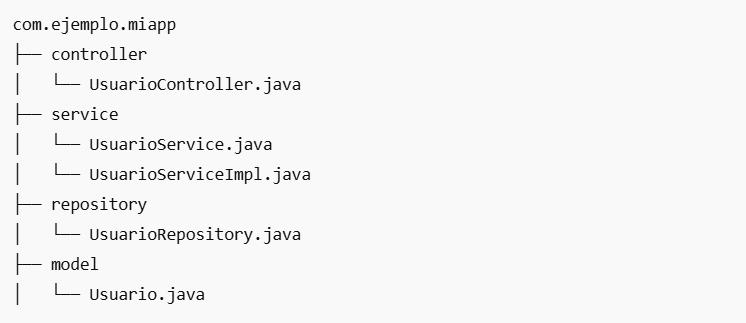 com.ejemplo.miapp
├── controller
│   └── UsuarioController.java
├── service
│   └── UsuarioService.java
│   └── UsuarioServiceImpl.java
├── repository
│   └── UsuarioRepository.java
├── model
│   └── Usuario.java